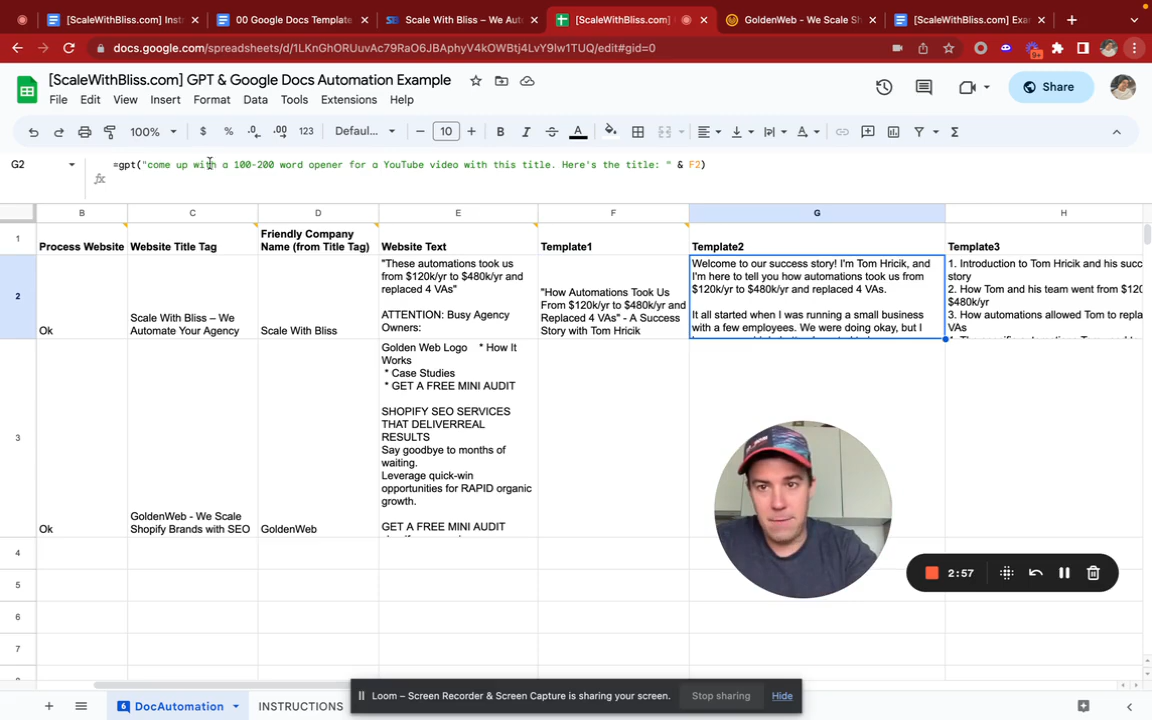 [ScaleWithBliss.com] Inst
00 Google Docs Template
Scale With Bliss – We Aut
[ScaleWithBliss.com]
GoldenWeb - We Scale Sh
[ScaleWithBliss.com] Exar
docs.google.com/spreadsheets/d/1LKnGhORUuvAc79RaO6JBAphyV4kOWBtj4LvY9Iw1TUQ/edit#gid=0
[ScaleWithBliss.com] GPT & Google Docs Automation Example
File Edit View Insert Format Data Tools Extensions Help
Share
100% $ % .0 .00 123 Defaul... 10 B I A
G2
=gpt("come up with a 100-200 word opener for a YouTube video with this title. Here's the title: " & F2)
B C D E F G H
1
Process Website
Website Title Tag
Friendly Company
Name (from Title Tag)
Website Text
Template1
Template2
Template3
2
Ok
Scale With Bliss – We
Automate Your Agency
Scale With Bliss
"These automations took us
from $120k/yr to $480k/yr and
replaced 4 VAs"
ATTENTION: Busy Agency
Owners:
"How Automations Took Us
From $120k/yr to $480k/yr and
Replaced 4 VAs" - A Success
Story with Tom Hricik
Welcome to our success story! I'm Tom Hricik, and
I'm here to tell you how automations took us from
$120k/yr to $480k/yr and replaced 4 VAs.
It all started when I was running a small business
with a few employees. We were doing okay, but I
1. Introduction to Tom Hricik and his succ
story
2. How Tom and his team went from $120
$480k/yr
3. How automations allowed Tom to repla
VAs
3
Ok
GoldenWeb - We Scale
Shopify Brands with SEO
GoldenWeb
Golden Web Logo * How It
Works
* Case Studies
* GET A FREE MINI AUDIT
SHOPIFY SEO SERVICES
THAT DELIVERREAL
RESULTS
Say goodbye to months of
waiting.
Leverage quick-win
opportunities for RAPID organic
growth.
GET A FREE MINI AUDIT
4
5
6
7
2:57
6 DocAutomation
INSTRUCTIONS
Loom – Screen Recorder & Screen Capture is sharing your screen.
Stop sharing
Hide